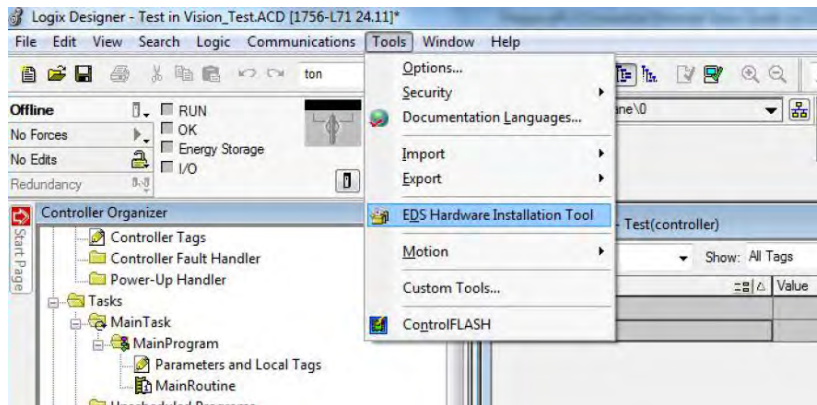 Logix Designer - Test in Vision_Test.ACD [1756-L71 24.11]*
File Edit View Search Logic Communications Tools Window Help
ton
Options...
Security
Documentation Languages...
Import
Export
EDS Hardware Installation Tool
Motion
Custom Tools...
ControlFLASH
Offline
RUN
No Forces
OK
Energy Storage
No Edits
I/O
Redundancy
Start Page
Controller Organizer
Controller Tags
Controller Fault Handler
Power-Up Handler
Tasks
MainTask
MainProgram
Parameters and Local Tags
MainRoutine
Unscheduled Programs
- Test(controller)
Show: All Tags
Value